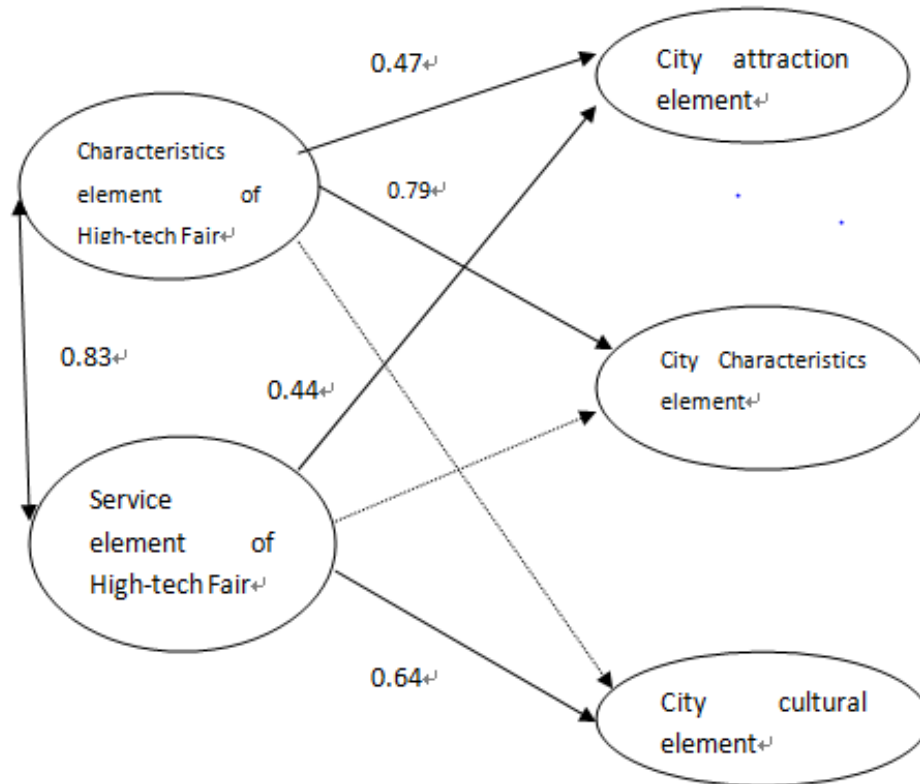 0.47↵
City attraction
element↵
Characteristics
element of
High-tech Fair↵
0.79↵
0.83↵
0.44↵
City Characteristics
element↵
Service
element of
High-tech Fair↵
0.64↵
City cultural
element↵